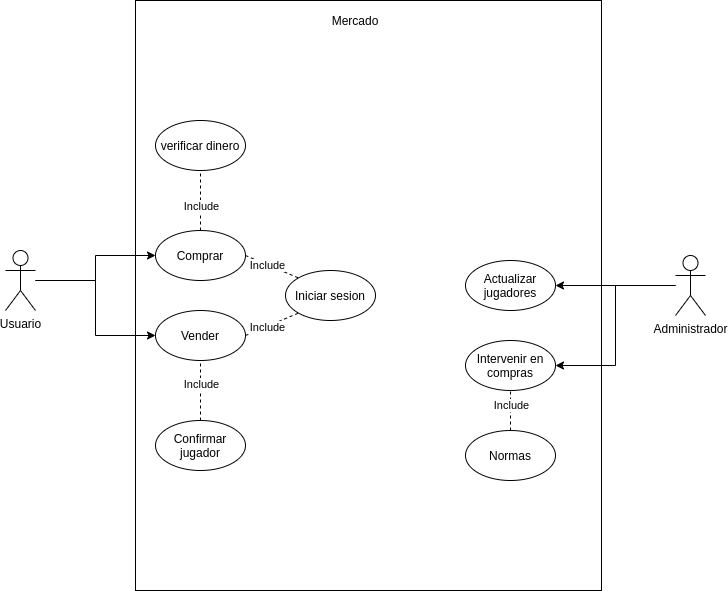 Mercado
verificar dinero
Include
Comprar
Include
Iniciar sesion
Include
Vender
Include
Confirmar
jugador
Usuario
Actualizar
jugadores
Intervenir en
compras
Include
Normas
Administrador